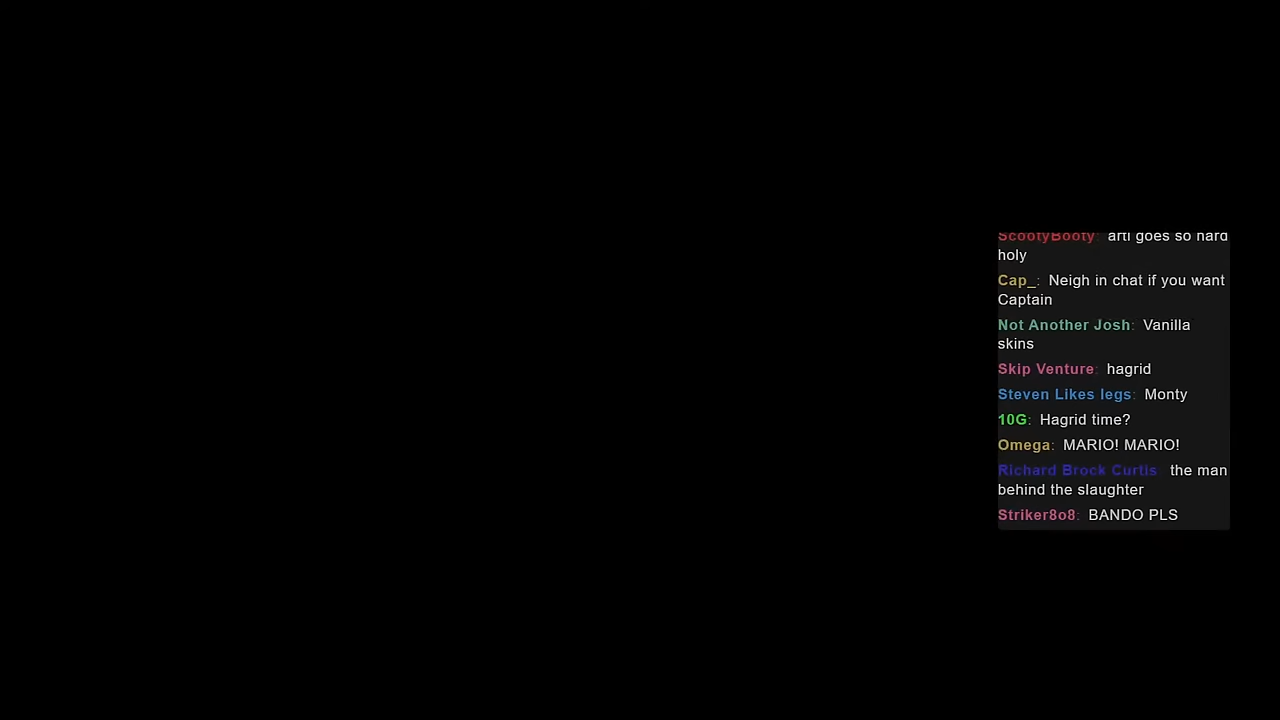 ScootyBooty: arti goes so hard
holy
Cap_: Neigh in chat if you want
Captain
Not Another Josh: Vanilla
skins
Skip Venture: hagrid
Steven Likes legs: Monty
10G: Hagrid time?
Omega: MARIO! MARIO!
Richard Brock Curtis: the man
behind the slaughter
Striker8o8: BANDO PLS